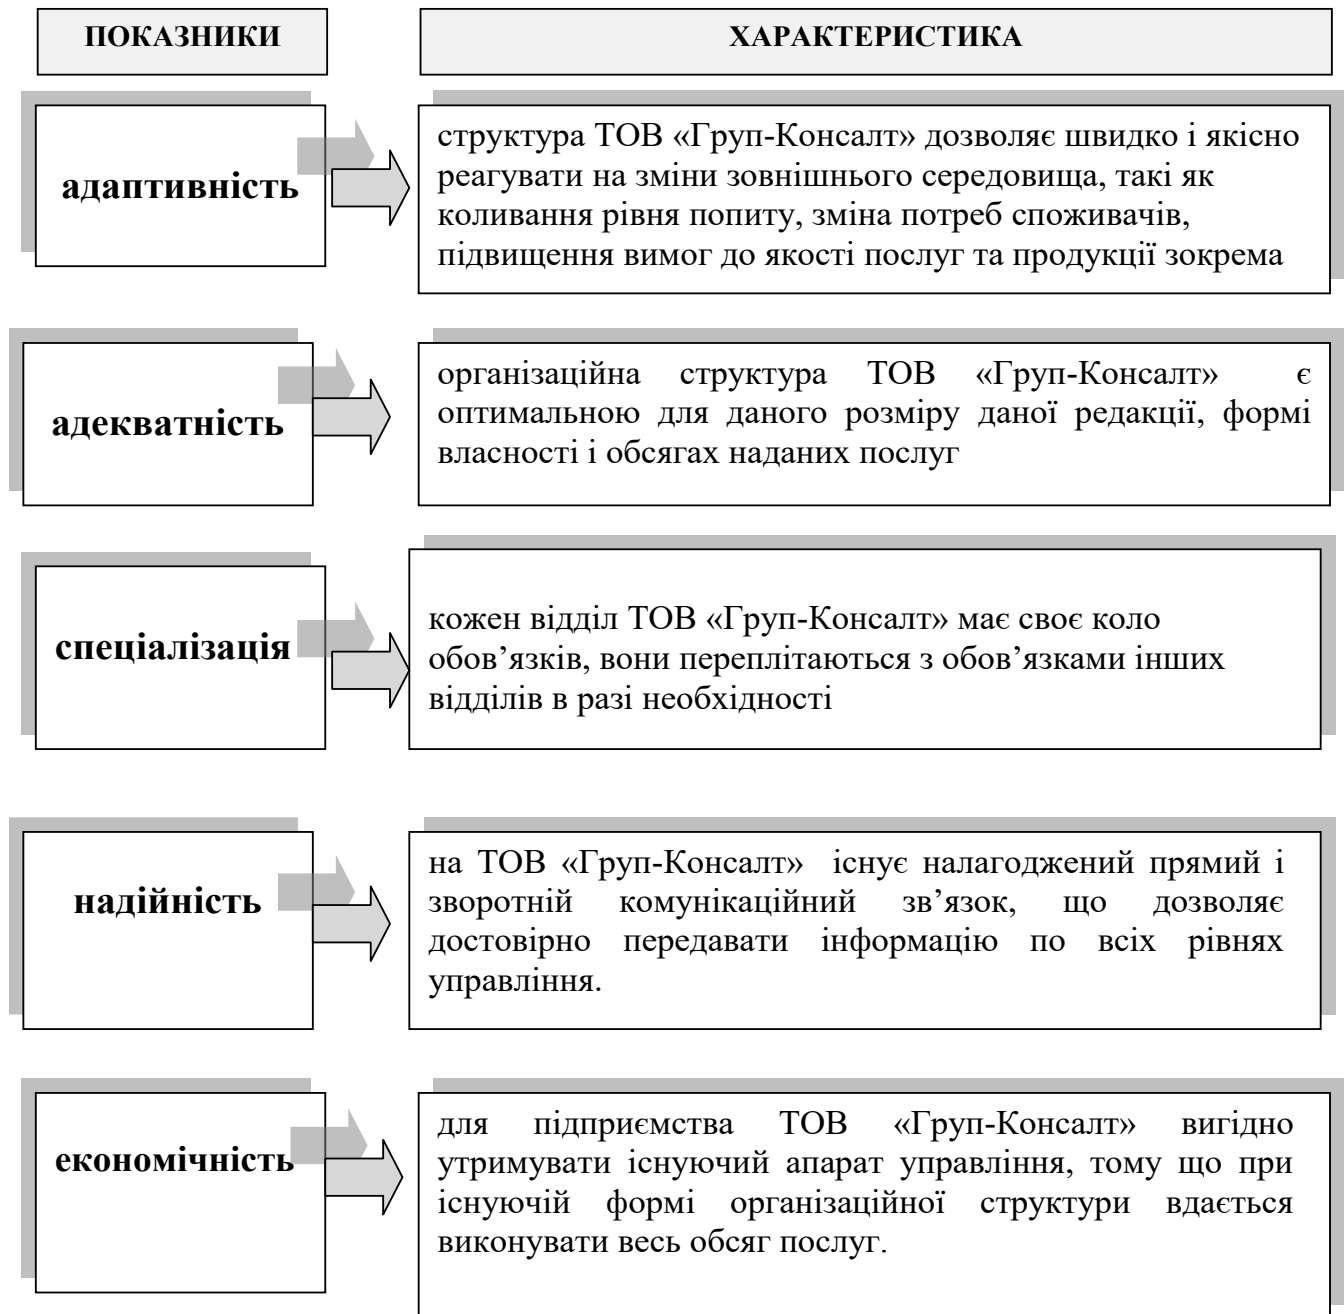 ПОКАЗНИКИ
ХАРАКТЕРИСТИКА
адаптивність
структура ТОВ «Груп-Консалт» дозволяє швидко і якісно
реагувати на зміни зовнішнього середовища, такі як
коливання рівня попиту, зміна потреб споживачів,
підвищення вимог до якості послуг та продукції зокрема
адекватність
організаційна структура ТОВ «Груп-Консалт» є
оптимальною для даного розміру даної редакції, формі
власності і обсягах наданих послуг
спеціалізація
кожен відділ ТОВ «Груп-Консалт» має своє коло
обов’язків, вони переплітаються з обов’язками інших
відділів в разі необхідності
надійність
на ТОВ «Груп-Консалт» існує налагоджений прямий і
зворотній комунікаційний зв’язок, що дозволяє
достовірно передавати інформацію по всіх рівнях
управління.
економічність
для підприємства ТОВ «Груп-Консалт» вигідно
утримувати існуючий апарат управління, тому що при
існуючій формі організаційної структури вдається
виконувати весь обсяг послуг.